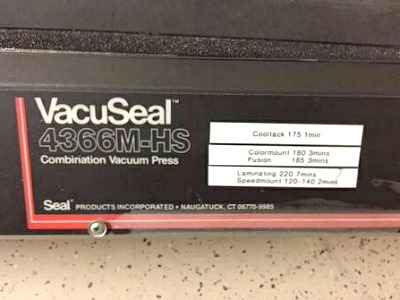 VacuSeal™
4366M-HS
Combination Vacuum Press
Cooltack 175 1min
Colormount 180 3mins
Fusion 185 3mins
Laminating 220 7mins
Speedmount 120-140 2mins
Seal® PRODUCTS INCORPORATED • NAUGATUCK, CT 06770-9985